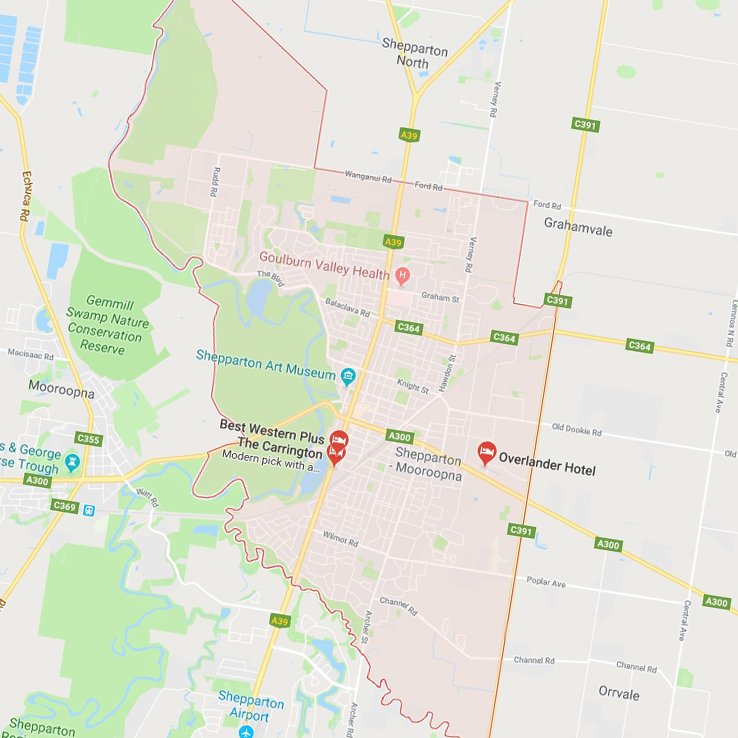 Shepparton
North
Verney Rd
C391
A39
Echuca Rd
Rudd Rd
Wanganui Rd
Ford Rd
Ford Rd
Grahamvale
A39
Verney Rd
Goulburn Valley Health
H
The Blvd
Graham St
C391
Gemmill
Swamp Nature
Conservation
Reserve
Balaclava Rd
C364
C364
C364
Lemnos N Rd
Macisaac Rd
Shepparton Art Museum
Hawdon St
Knight St
Central Ave
Mooroopna
Best Western Plus
The Carrington
Modern pick with a...
A300
Old Dookie Rd
Old
C355
s & George
rse Trough
Shepparton
- Mooroopna
Overlander Hotel
A300
Watt Rd
C369
C391
Wilmot Rd
A300
Poplar Ave
A300
Channel Rd
Central Ave
A39
Archer St
Channel Rd
Channel Rd
Orrvale
Shepparton
Airport
Archer Rd
Shepparton